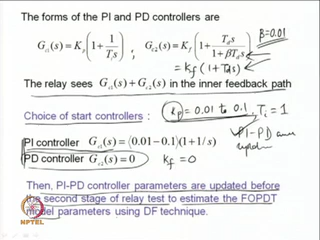 The forms of the PI and PD controllers are
G_c1(s) = K_p(1 + 1/(T_i s)), G_c2(s) = K_f(1 + T_d s/(1 + βT_d s)) β = 0.01
= K_f(1 + T_d s)
The relay sees G_c1(s) + G_c2(s) in the inner feedback path
Choice of start controllers : K_p = 0.01 to 0.1, T_i = 1
PI controller G_c1(s) = (0.01 - 0.1)(1 + 1/s) PI-PD
PD controller G_c2(s) = 0 K_f = 0
Then, PI-PD controller parameters are updated before
the second stage of relay test to estimate the FOPDT
model parameters using DF technique.
NPTEL